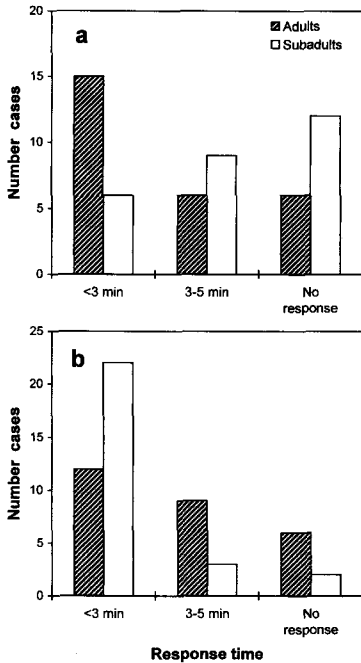 20
a
Adults
Subadults
15
Number cases
10
5
0
<3 min
3-5 min
No
response
25
b
20
Number cases
15
10
5
0
<3 min
3-5 min
No
response
Response time